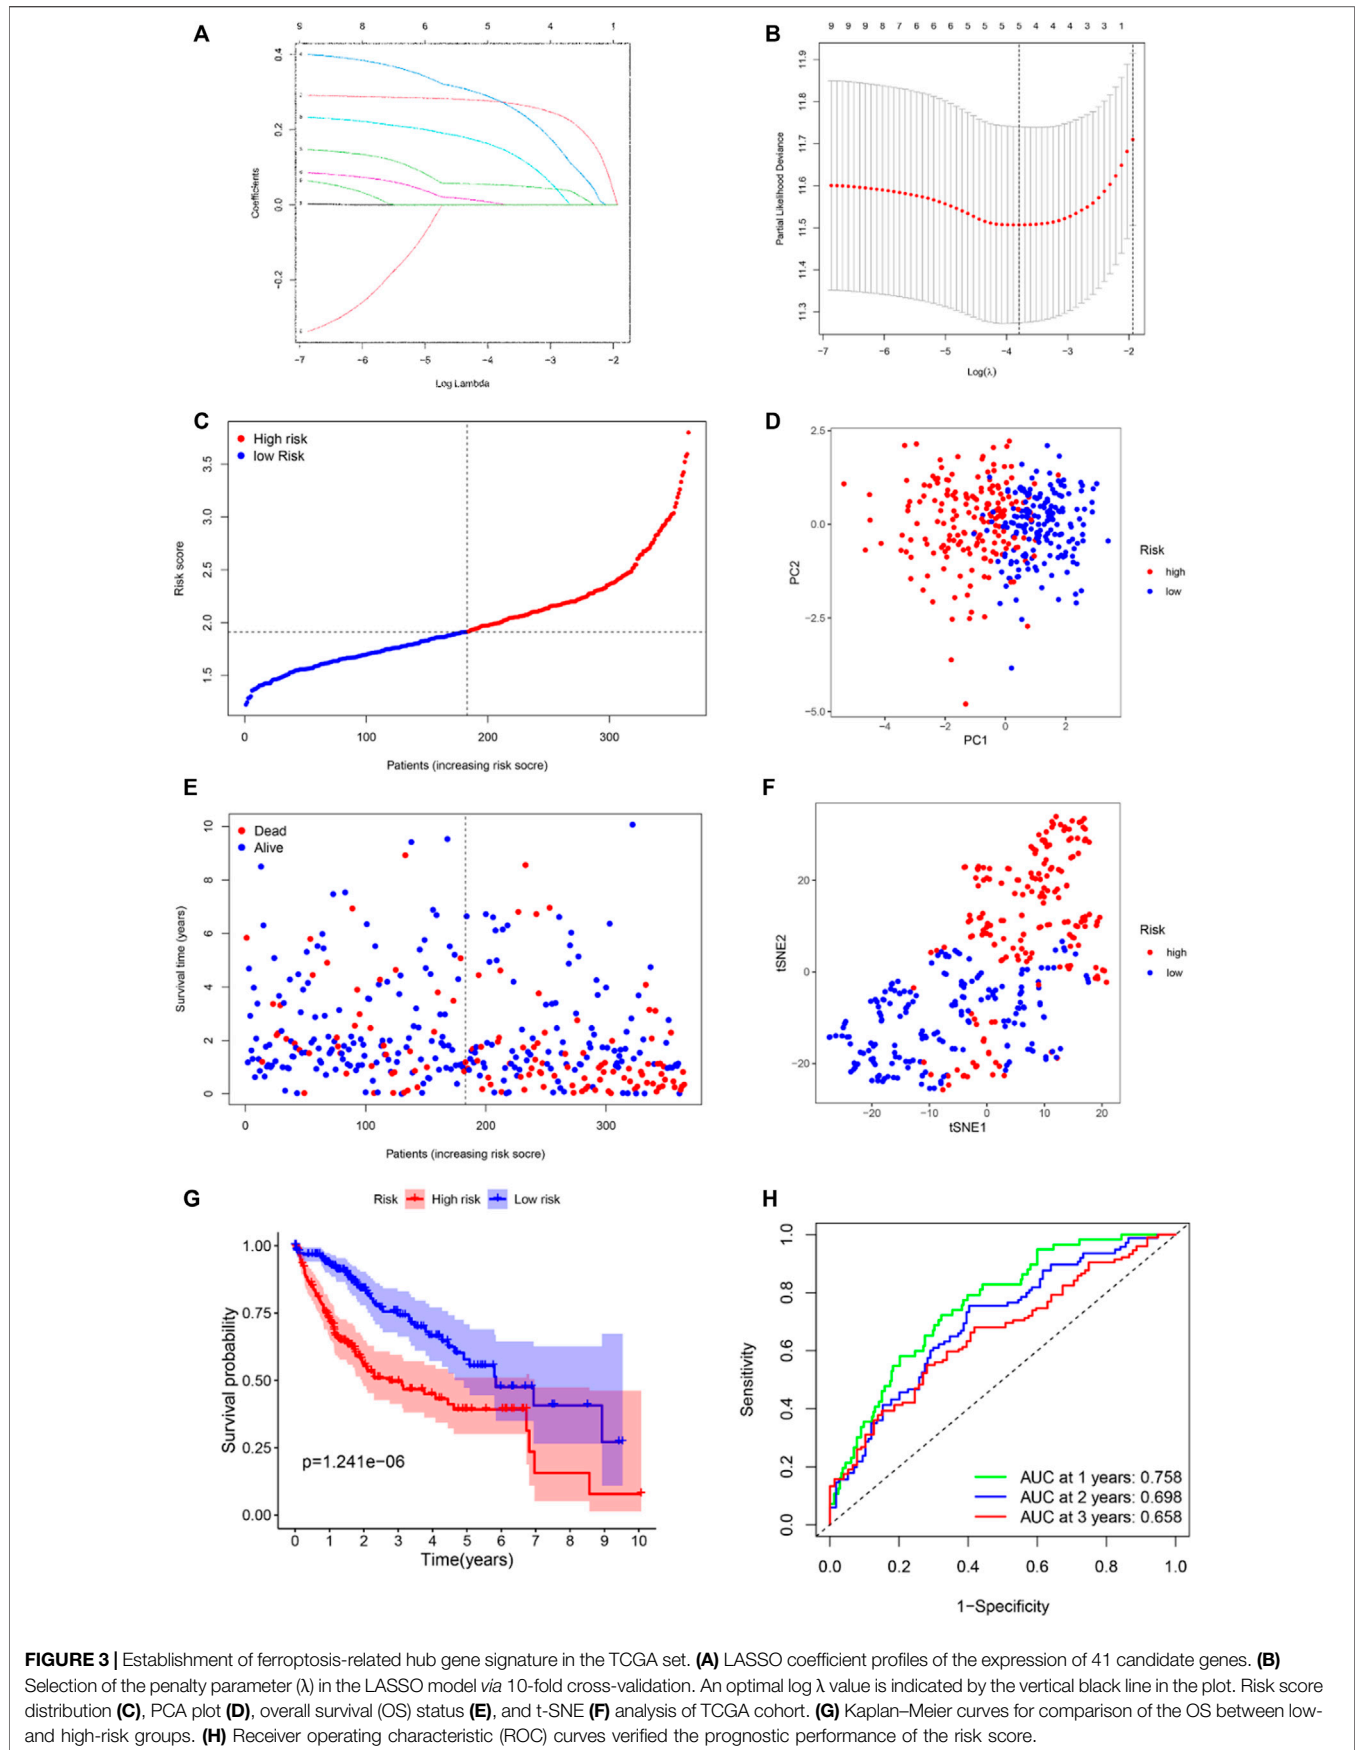 A
9 8 6 5 4 1
0.4
0.2
0.0
−0.2
Coefficients
−7 −6 −5 −4 −3 −2
Log Lambda
B
9 9 9 8 8 7 6 6 6 5 5 5 5 4 4 4 3 3 1
11.9
11.8
11.7
11.6
11.5
11.4
11.3
Partial Likelihood Deviance
−7 −6 −5 −4 −3 −2
Log(λ)
C
High risk
low Risk
3.5
3.0
2.5
2.0
1.5
Risk score
0 100 200 300
Patients (increasing risk socre)
D
2.5
0.0
−2.5
−5.0
PC2
−4 −2 0 2
PC1
Risk
high
low
E
Dead
Alive
10
8
6
4
2
0
Survival time (years)
0 100 200 300
Patients (increasing risk socre)
F
20
0
−20
tSNE2
−20 −10 0 10 20
tSNE1
Risk
high
low
G
Risk High risk Low risk
1.00
0.75
0.50
0.25
0.00
Survival probability
p=1.241e−06
0 1 2 3 4 5 6 7 8 9 10
Time(years)
H
1.0
0.8
0.6
0.4
0.2
0.0
Sensitivity
AUC at 1 years: 0.758
AUC at 2 years: 0.698
AUC at 3 years: 0.658
0.0 0.2 0.4 0.6 0.8 1.0
1−Specificity
FIGURE 3 | Establishment of ferroptosis-related hub gene signature in the TCGA set. (A) LASSO coefficient profiles of the expression of 41 candidate genes. (B)
Selection of the penalty parameter (λ) in the LASSO model via 10-fold cross-validation. An optimal log λ value is indicated by the vertical black line in the plot. Risk score
distribution (C), PCA plot (D), overall survival (OS) status (E), and t-SNE (F) analysis of TCGA cohort. (G) Kaplan–Meier curves for comparison of the OS between low-
and high-risk groups. (H) Receiver operating characteristic (ROC) curves verified the prognostic performance of the risk score.